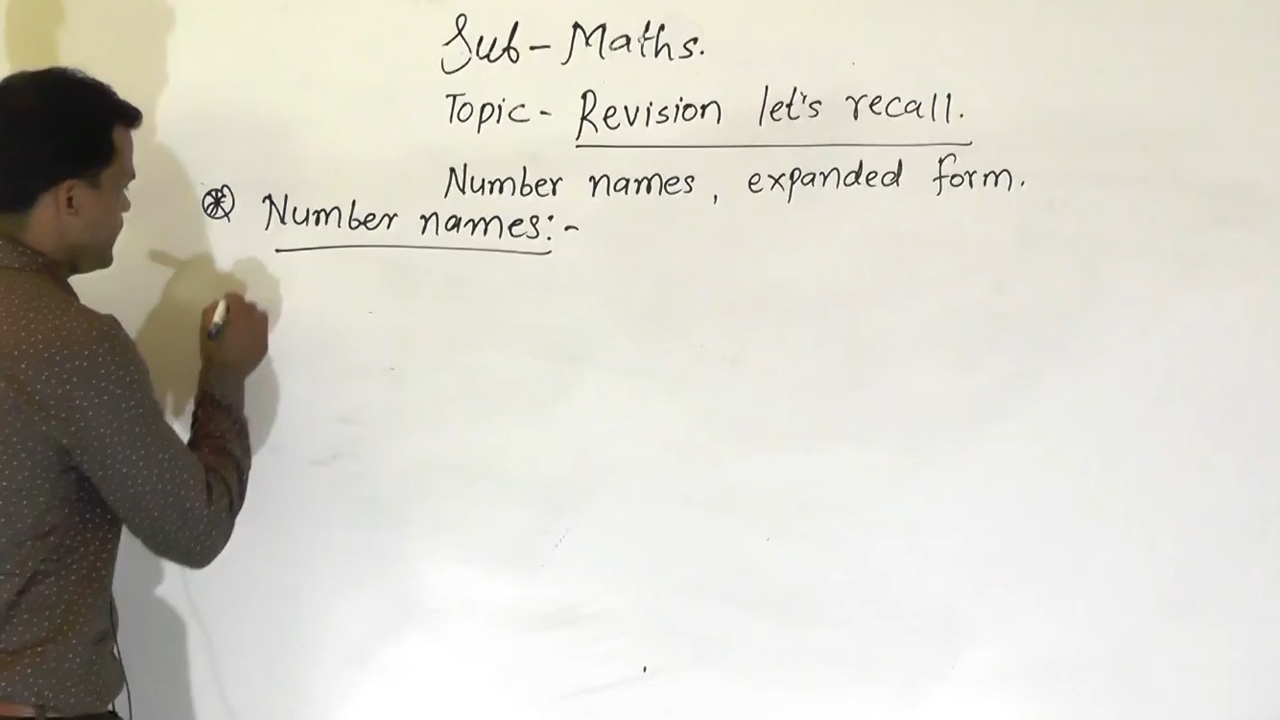 Sub - Maths.
Topic - Revision let's recall.
Number names, expanded form.
Number names:-